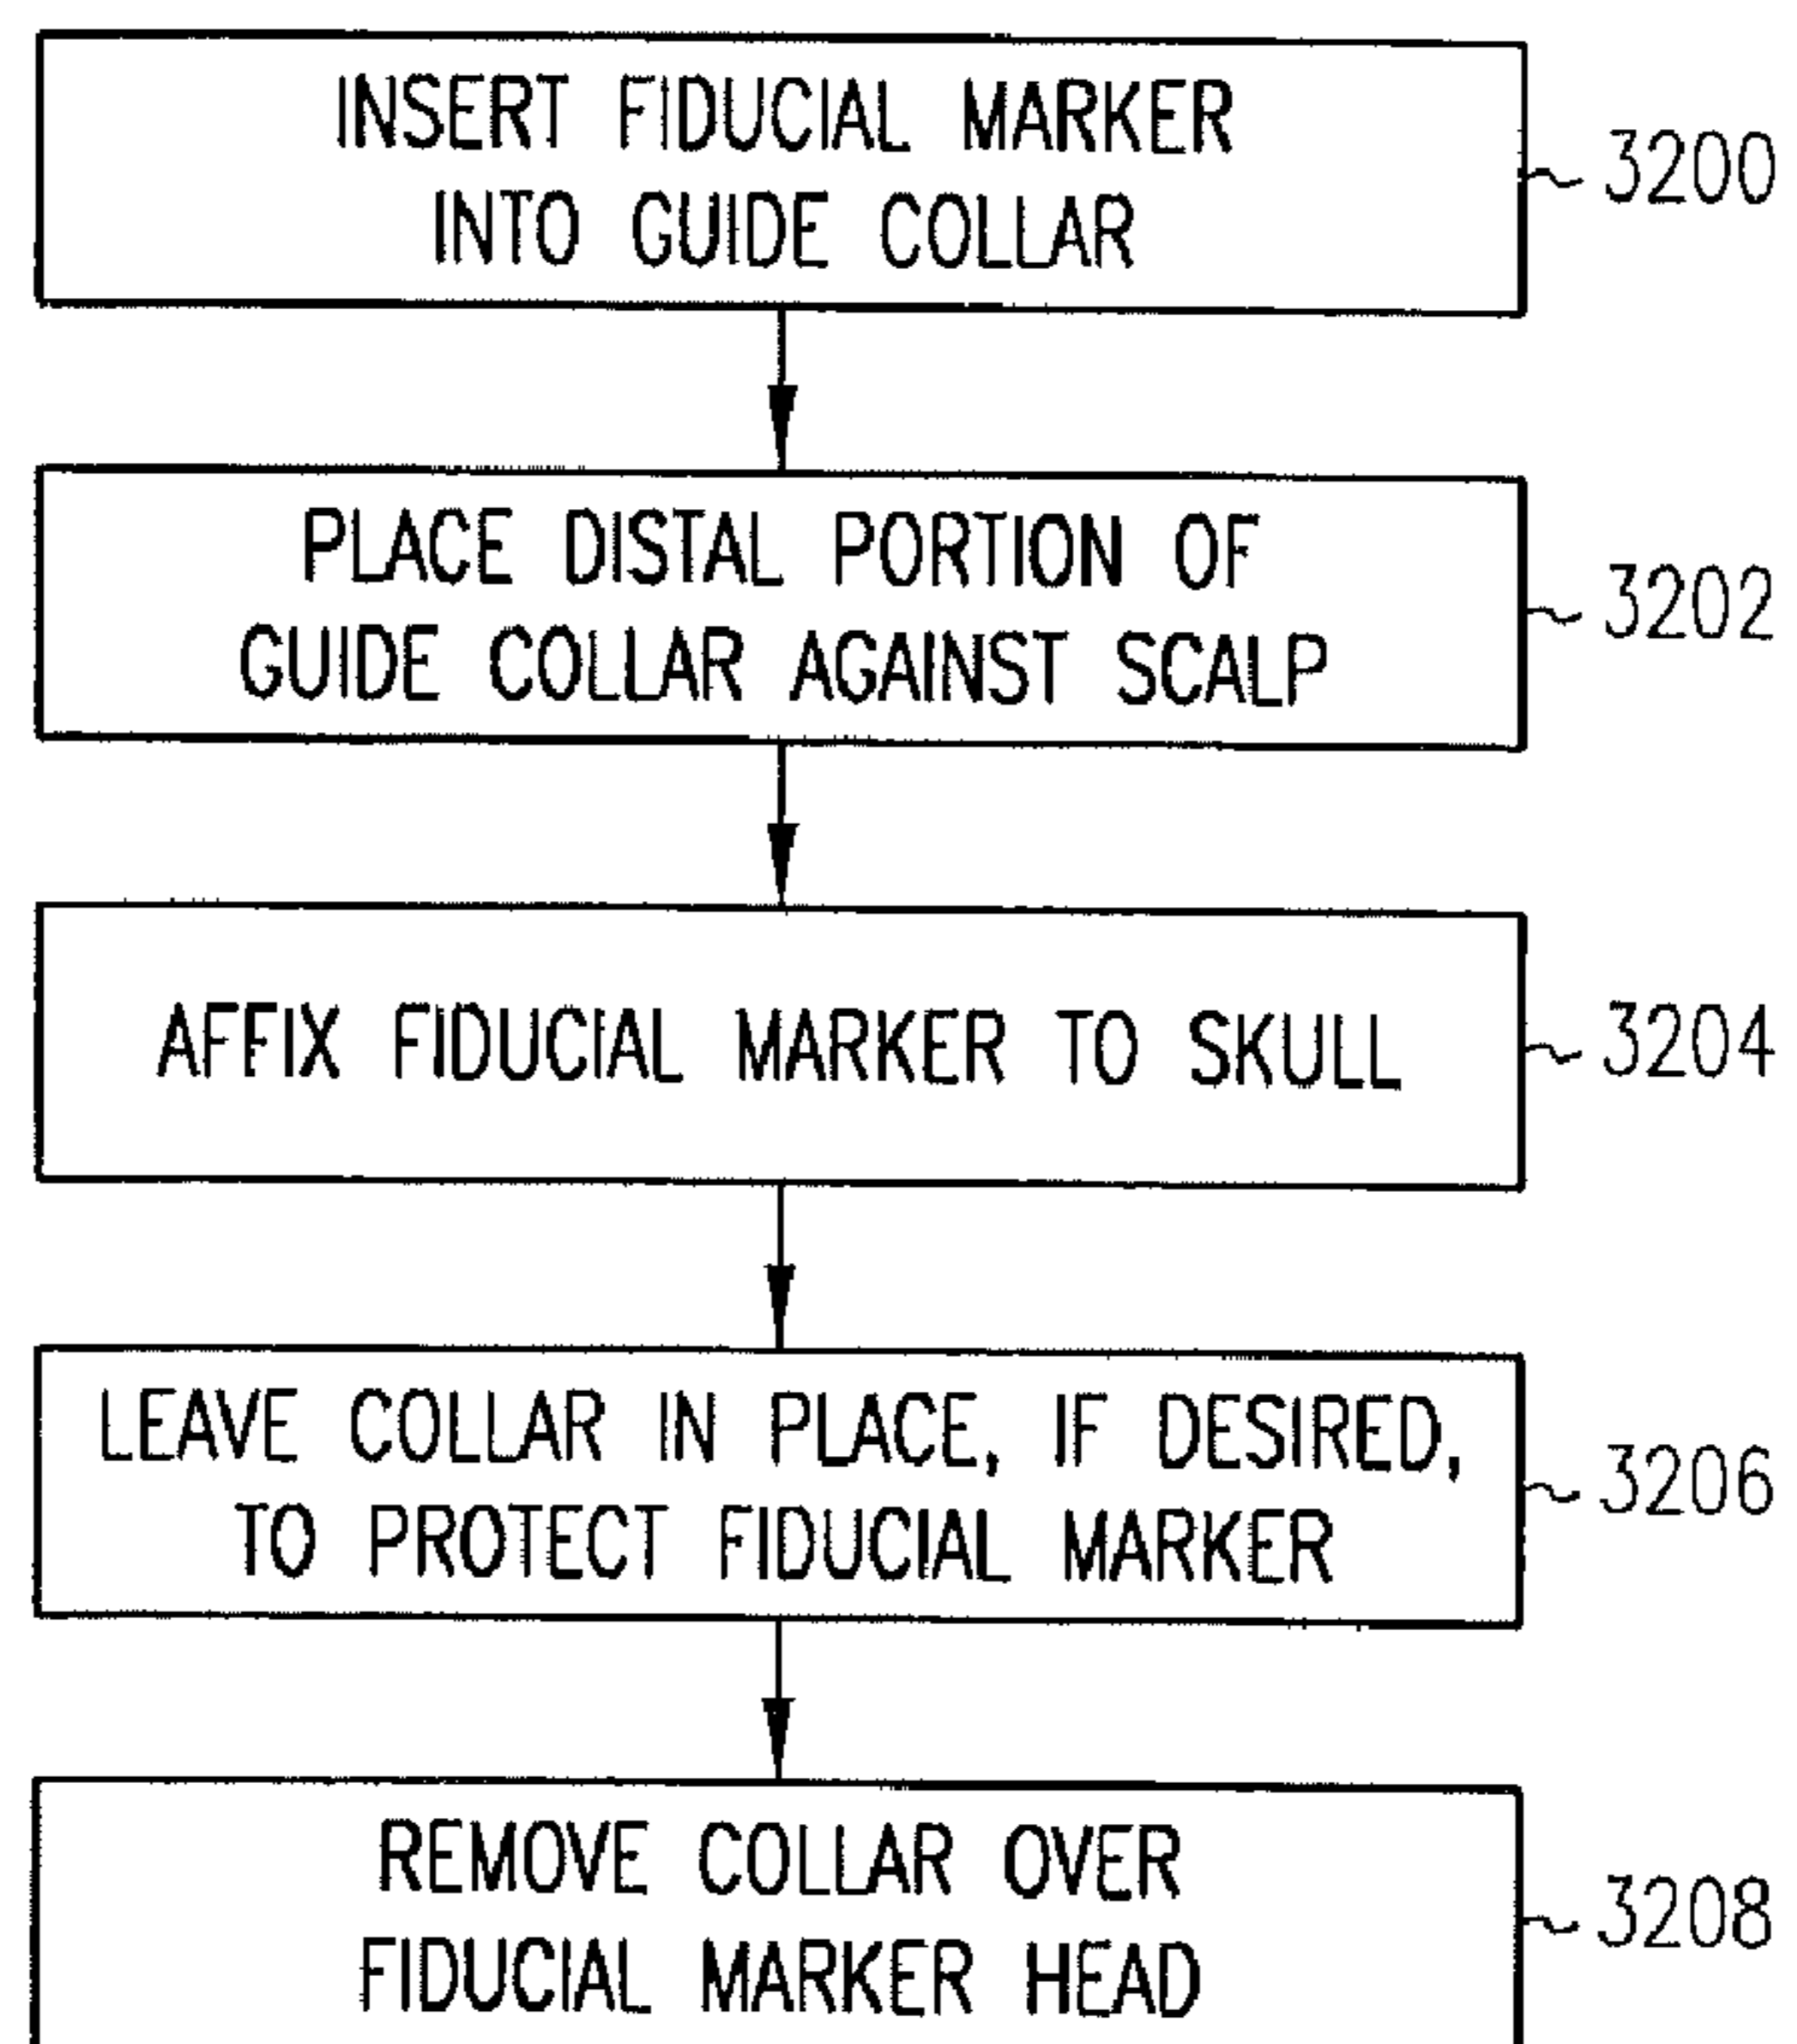 INSERT FIDUCIAL MARKER
INTO GUIDE COLLAR
3200
PLACE DISTAL PORTION OF
GUIDE COLLAR AGAINST SCALP
3202
AFFIX FIDUCIAL MARKER TO SKULL
3204
LEAVE COLLAR IN PLACE, IF DESIRED,
TO PROTECT FIDUCIAL MARKER
3206
REMOVE COLLAR OVER
FIDUCIAL MARKER HEAD
3208